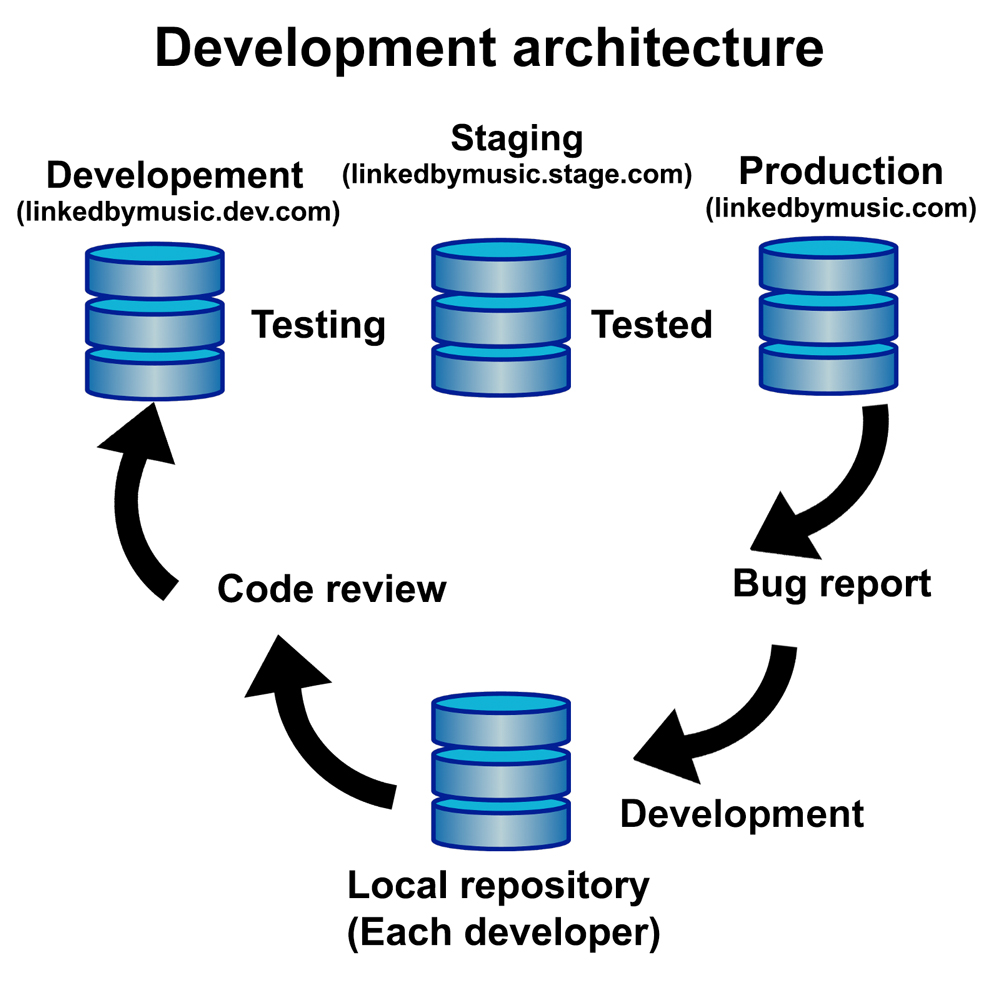 Development architecture
Staging
(linkedbymusic.stage.com)
Developement
(linkedbymusic.dev.com)
Production
(linkedbymusic.com)
Testing
Tested
Code review
Bug report
Development
Local repository
(Each developer)